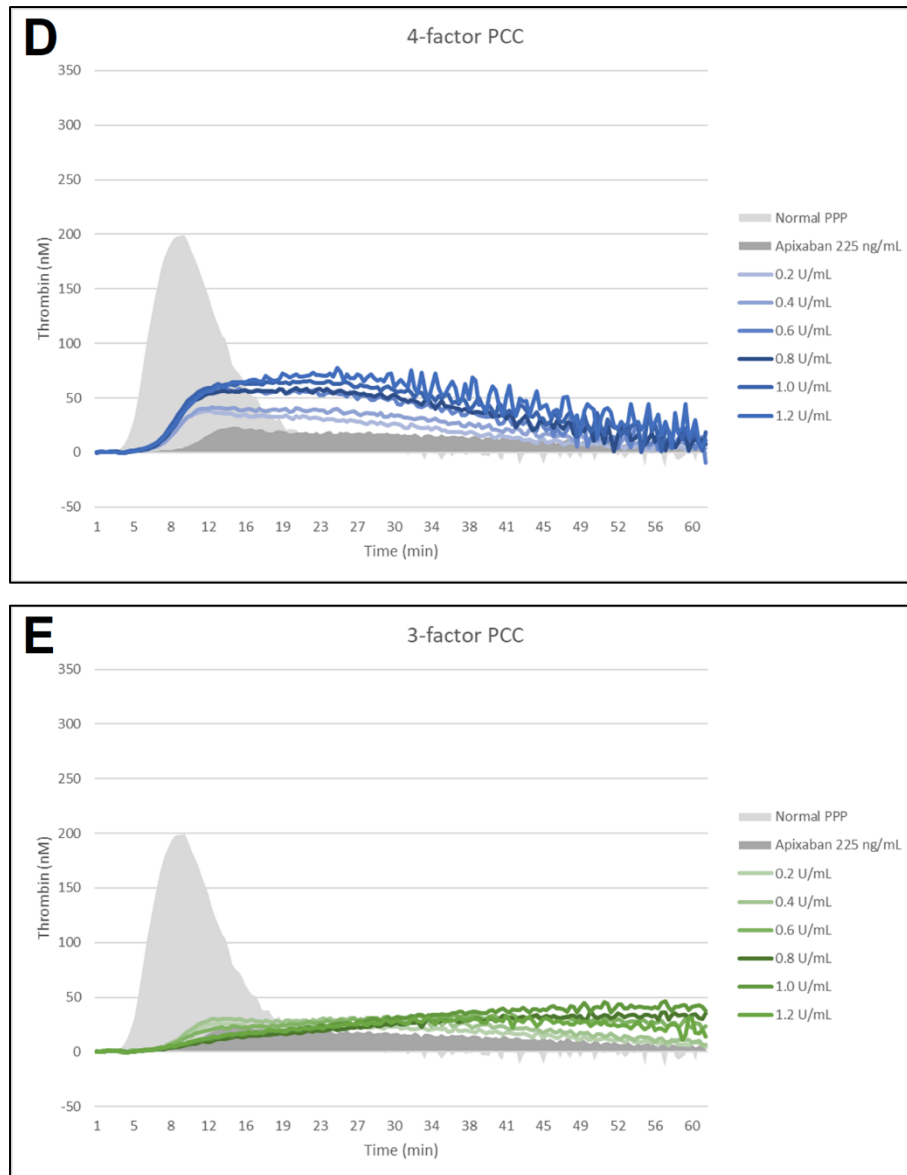 D
4-factor PCC
350
300
250
200
150
100
50
0
-50
Thrombin (nM)
1 5 8 12 16 19 23 27 30 34 38 41 45 49 52 56 60
Time (min)
Normal PPP
Apixaban 225 ng/mL
0.2 U/mL
0.4 U/mL
0.6 U/mL
0.8 U/mL
1.0 U/mL
1.2 U/mL
E
3-factor PCC
350
300
250
200
150
100
50
0
-50
Thrombin (nM)
1 5 8 12 16 19 23 27 30 34 38 41 45 49 52 56 60
Time (min)
Normal PPP
Apixaban 225 ng/mL
0.2 U/mL
0.4 U/mL
0.6 U/mL
0.8 U/mL
1.0 U/mL
1.2 U/mL